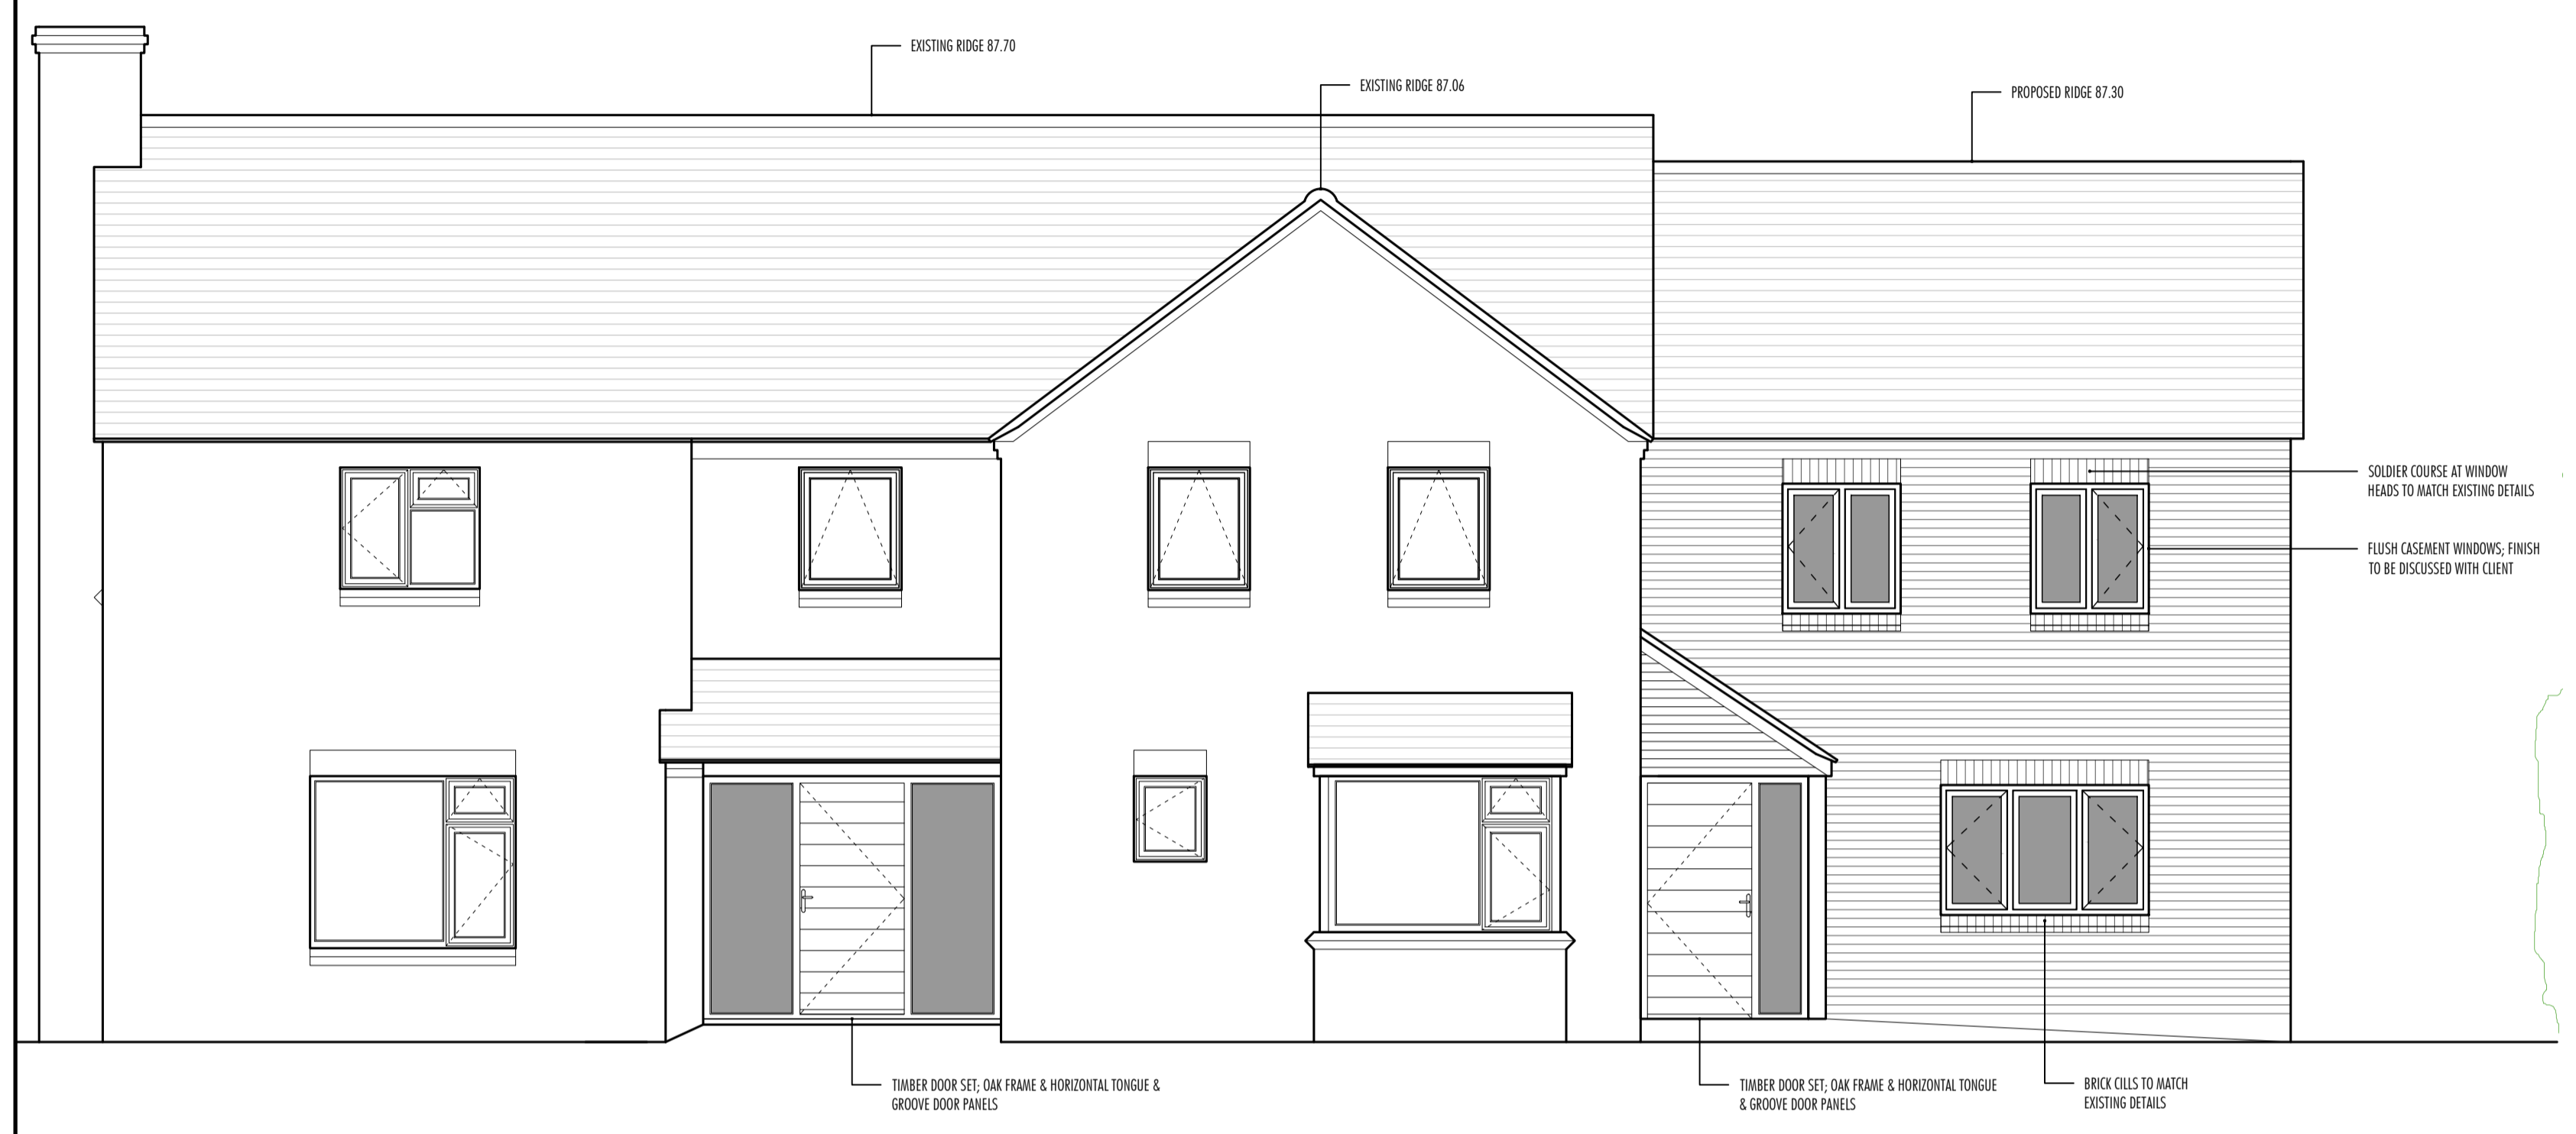 EXISTING RIDGE 87.70
EXISTING RIDGE 87.06
PROPOSED RIDGE 87.30
SOLDIER COURSE AT WINDOW
HEADS TO MATCH EXISTING DETAILS
FLUSH CASEMENT WINDOWS; FINISH
TO BE DISCUSSED WITH CLIENT
TIMBER DOOR SET; OAK FRAME & HORIZONTAL TONGUE &
GROOVE DOOR PANELS
TIMBER DOOR SET; OAK FRAME & HORIZONTAL TONGUE
& GROOVE DOOR PANELS
BRICK CILLS TO MATCH
EXISTING DETAILS